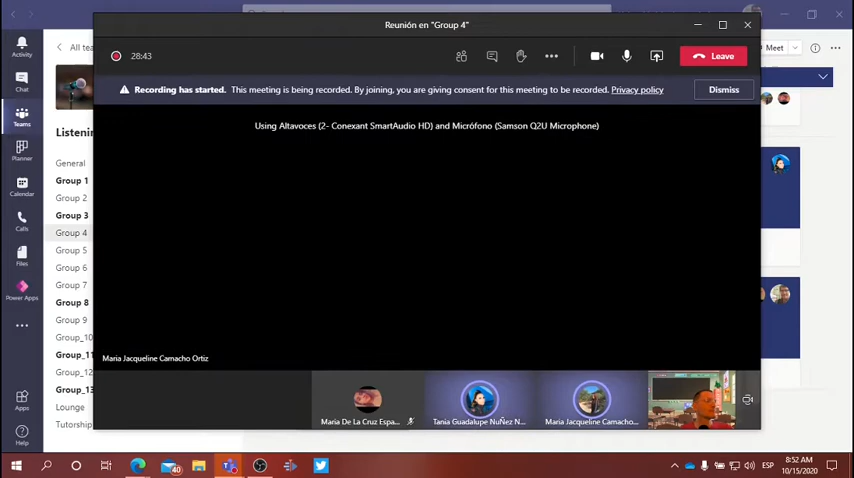 Reunión en "Group 4"
28:43
Leave
Recording has started. This meeting is being recorded. By joining, you are giving consent for this meeting to be recorded. Privacy policy
Dismiss
Using Altavoces (2- Conexant SmartAudio HD) and Micrófono (Samson Q2U Microphone)
Maria Jacqueline Camacho Ortiz
Maria De La Cruz Espa...
Tania Guadalupe NuÑez N...
Maria Jacqueline Camacho...
Activity
Chat
Teams
Planner
Calendar
Calls
Files
Power Apps
Apps
Help
All tea
Listenin
General
Group 1
Group 2
Group 3
Group 4
Group 5
Group 6
Group 7
Group 8
Group 9
Group_10
Group_11
Group_12
Group_13
Lounge
Tutorship
Meet
40
ESP
8:52 AM
10/15/2020